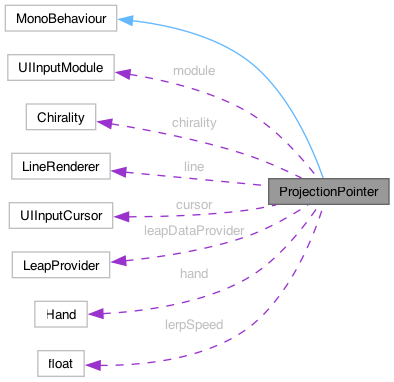 MonoBehaviour
UIInputModule
module
Chirality
chirality
LineRenderer
line
ProjectionPointer
UIInputCursor
cursor
leapDataProvider
LeapProvider
hand
Hand
lerpSpeed
float